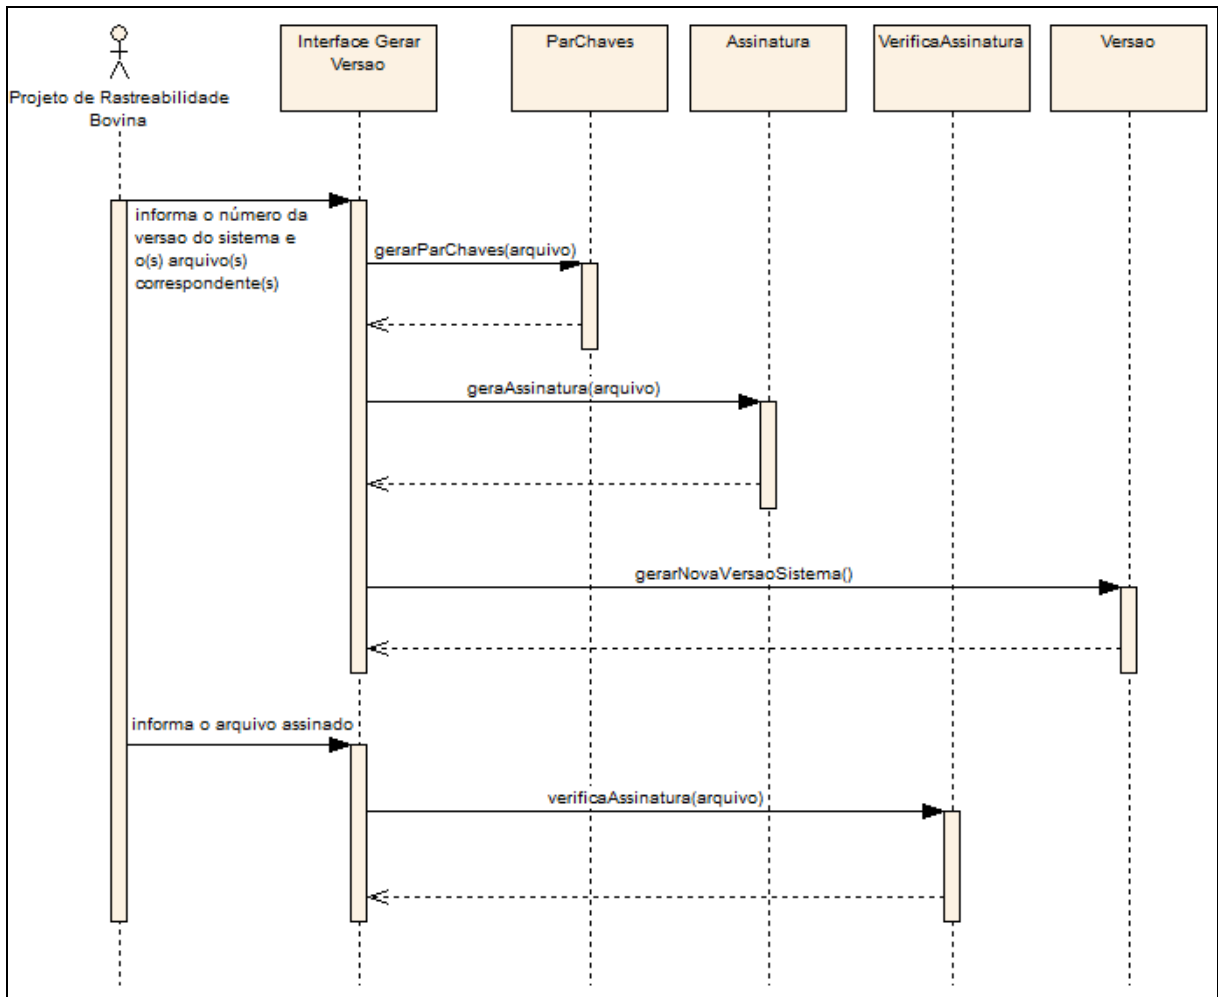 Interface Gerar
Versao
ParChaves
Assinatura
VerificaAssinatura
Versao
Projeto de Rastreabilidade
Bovina
informa o número da
versao do sistema e
o(s) arquivo(s)
correspondente(s)
gerarParChaves(arquivo)
geraAssinatura(arquivo)
gerarNovaVersaoSistema()
informa o arquivo assinado
verificaAssinatura(arquivo)